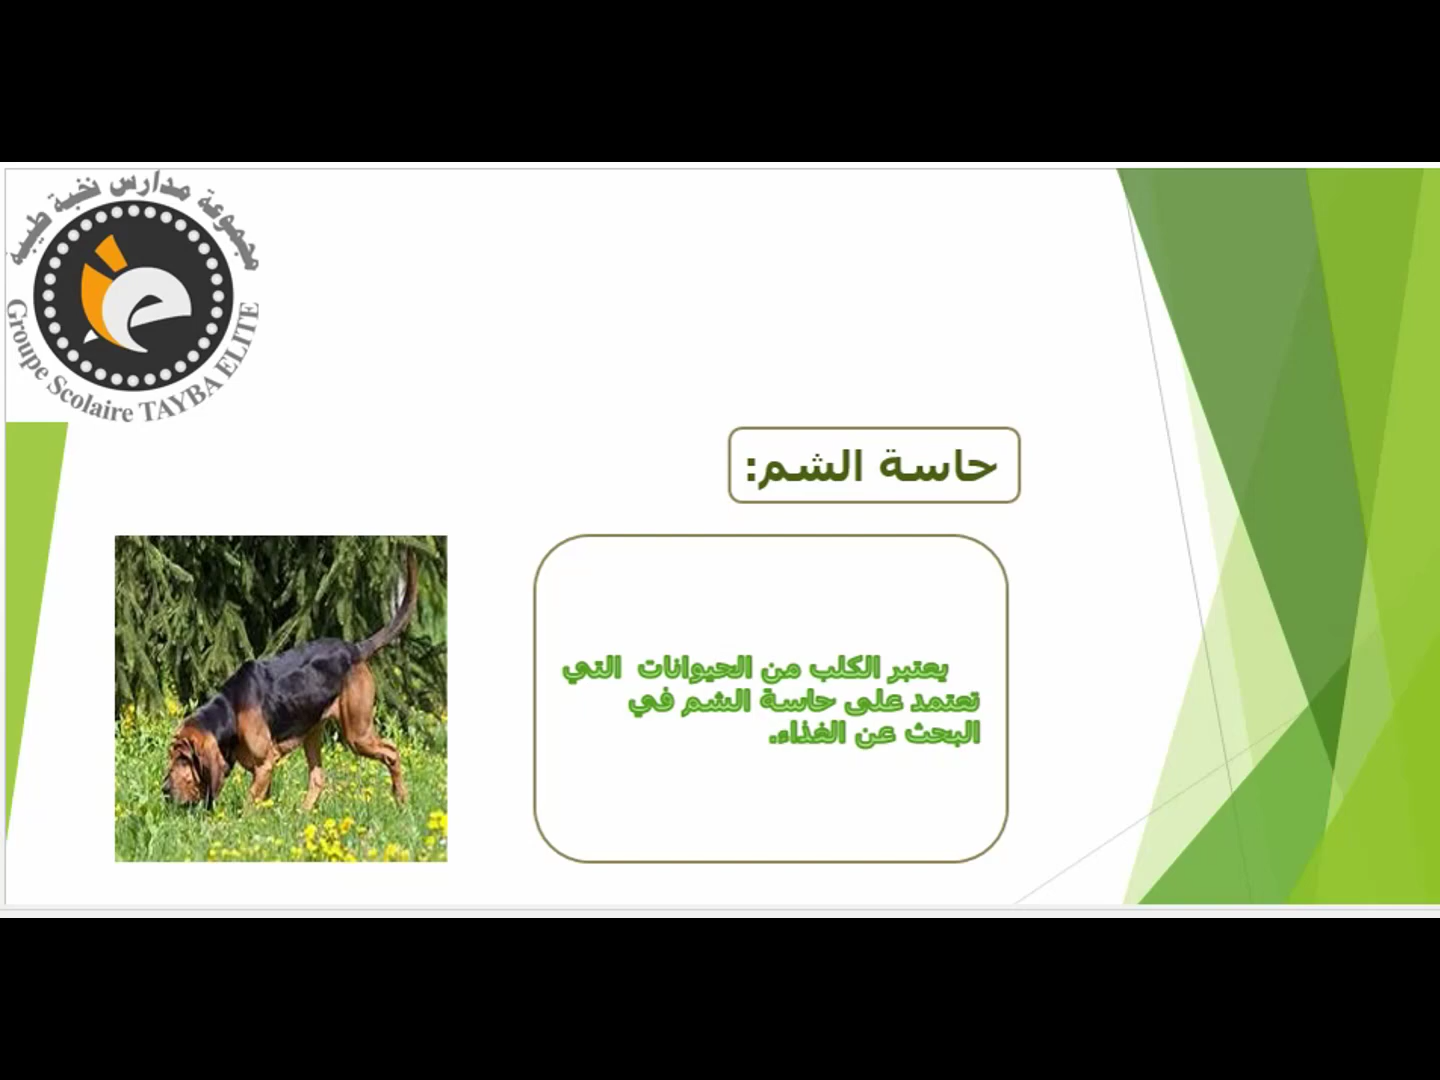 مجموعة مدارس نخبة طيبة
Groupe Scolaire TAYBA ELITE
حاسة الشم:
يعتبر الكلب من الحيوانات التي
تعتمد على حاسة الشم في
البحث عن الغذاء.